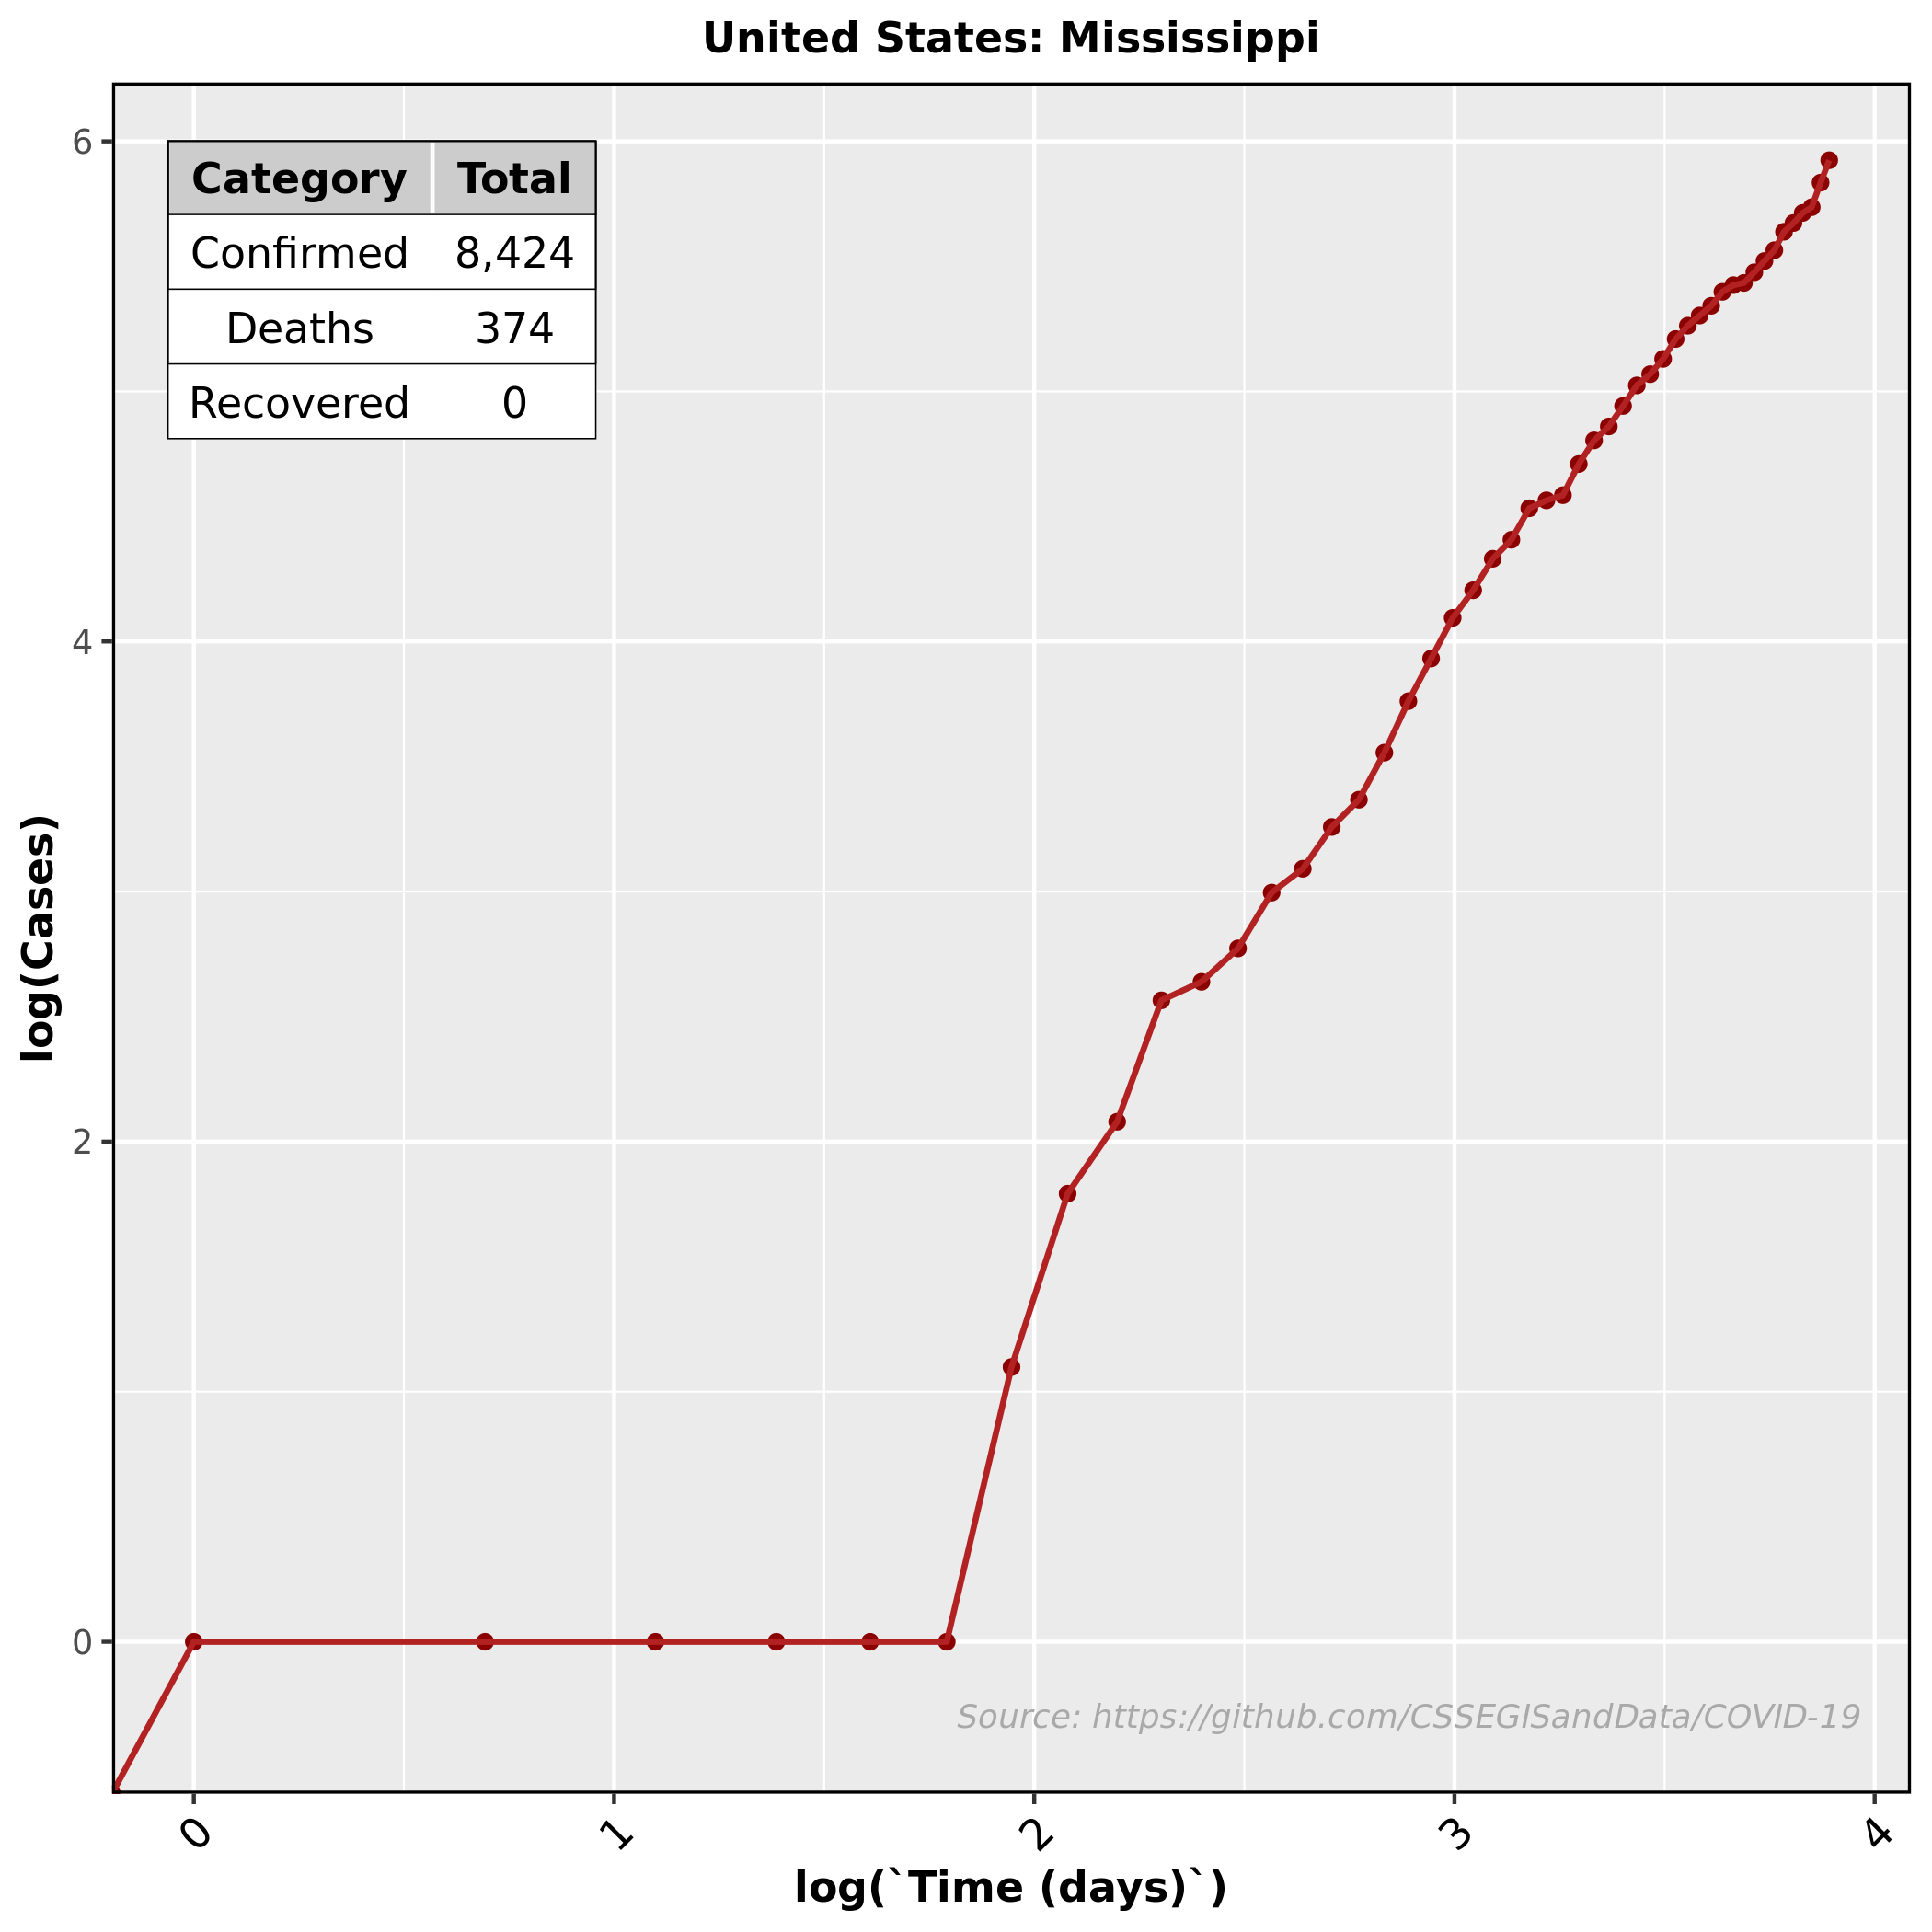 United States: Mississippi
Category Total
Confirmed 8,424
Deaths 374
Recovered 0
6
4
2
0
log(Cases)
Source: https://github.com/CSSEGISandData/COVID-19
0 1 2 3 4
log(`Time (days)`)